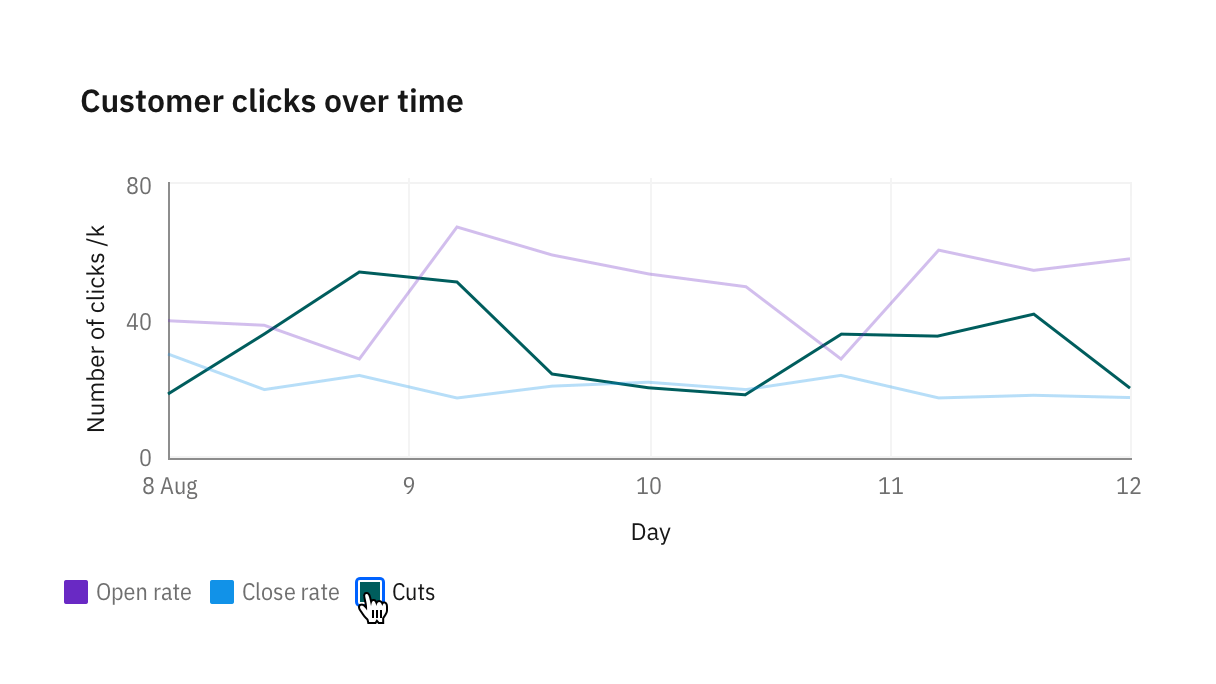 Customer clicks over time
80
40
0
Number of clicks /k
8 Aug 9 10 11 12
Day
Open rate Close rate Cuts